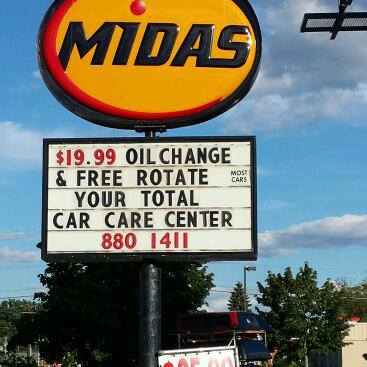 MIDAS
$19.99 OIL CHANGE
& FREE ROTATE MOST CARS
YOUR TOTAL
CAR CARE CENTER
880 1411